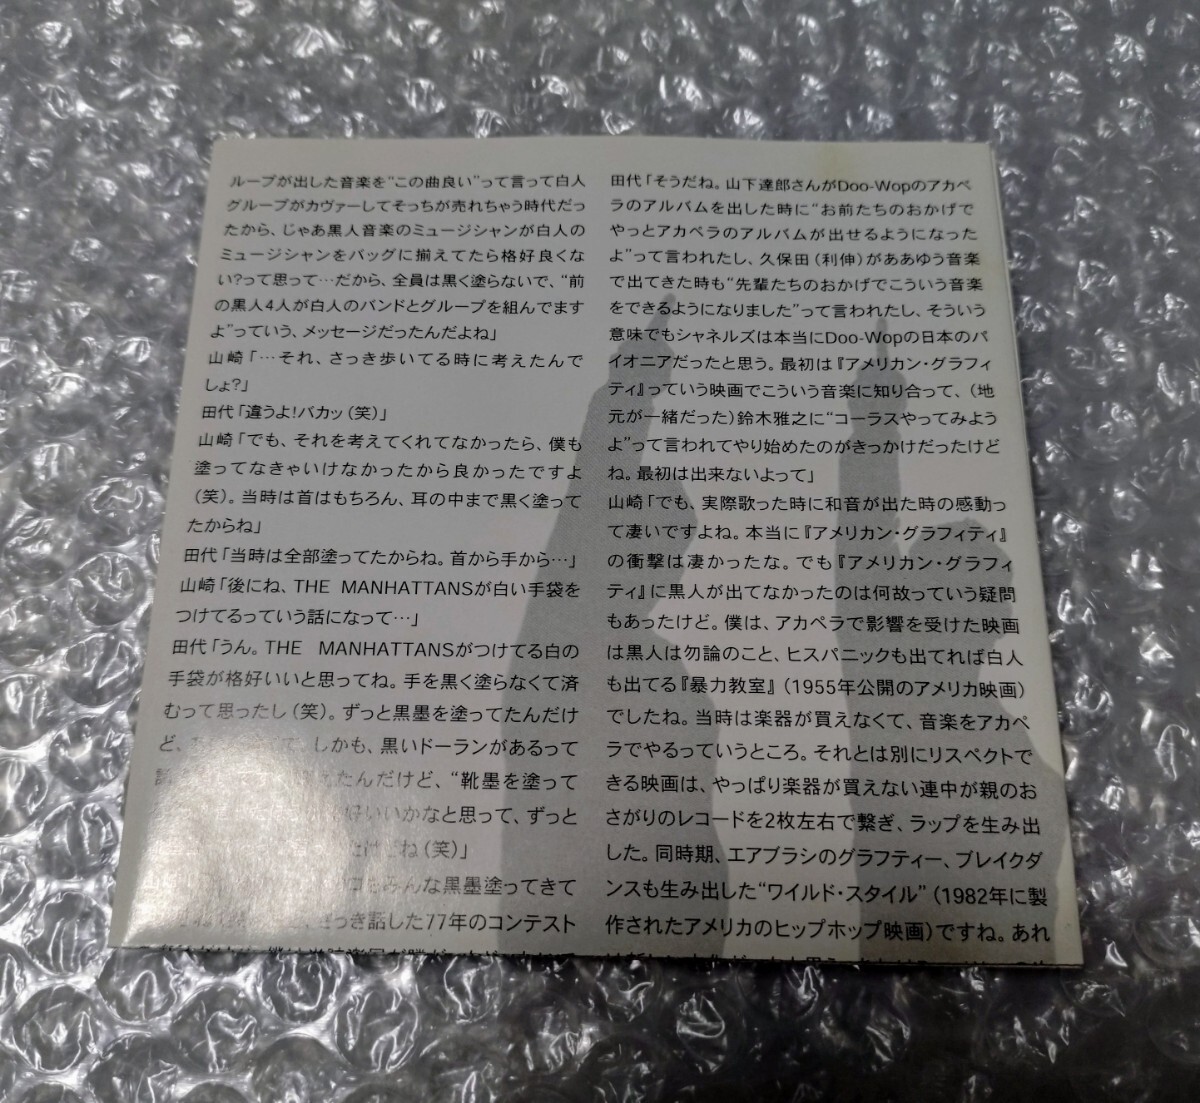 ループが出した音楽を“この曲良い”って言って白人
グループがカヴァーしてそっちが売れちゃう時代だっ
たから、じゃあ黒人音楽のミュージシャンが白人の
ミュージシャンをバッグに揃えてたら格好良くな
い?って思って…だから、全員は黒く塗らないで、“前
の黒人4人が白人のバンドとグループを組んでます
よ”っていう、メッセージだったんだよね」
山崎「…それ、さっき歩いてる時に考えたんで
しょ?」
田代「違うよ!バカッ(笑)」
山崎「でも、それを考えてくれてなかったら、僕も
塗ってなきゃいけなかったから良かったですよ
(笑)。当時は首はもちろん、耳の中まで黒く塗って
たからね」
田代「当時は全部塗ってたからね。首から手から…」
山崎「後にね、THE MANHATTANSが白い手袋を
つけてるっていう話になって…」
田代「うん。THE MANHATTANSがつけてる白の
手袋が格好いいと思ってね。手を黒く塗らなくて済
むって思ったし(笑)。ずっと黒墨を塗ってたんだけ
ど、しかも、黒いドーランがあるって
たんだけど、“靴墨を塗って
好いいかなと思って、ずっと
たけどね(笑)」
みんな黒墨塗ってきて
さっき話した77年のコンテスト
田代「そうだね。山下達郎さんがDoo-Wopのアカペ
ラのアルバムを出した時に“お前たちのおかげで
やっとアカペラのアルバムが出せるようになった
よ”って言われたし、久保田(利伸)がああゆう音楽
で出てきた時も“先輩たちのおかげでこういう音楽
をできるようになりました”って言われたし、そういう
意味でもシャネルズは本当にDoo-Wopの日本のパ
イオニアだったと思う。最初は『アメリカン・グラフィ
ティ』っていう映画でこういう音楽に知り合って、(地
元が一緒だった)鈴木雅之に“コーラスやってみよう
よ”って言われてやり始めたのがきっかけだったけど
ね。最初は出来ないよって」
山崎「でも、実際歌った時に和音が出た時の感動っ
て凄いですよね。本当に『アメリカン・グラフィティ』
の衝撃は凄かったな。でも『アメリカン・グラフィ
ティ』に黒人が出てなかったのは何故っていう疑問
もあったけど。僕は、アカペラで影響を受けた映画
は黒人は勿論のこと、ヒスパニックも出てれば白人
も出てる『暴力教室』(1955年公開のアメリカ映画)
でしたね。当時は楽器が買えなくて、音楽をアカペ
ラでやるっていうところ。それとは別にリスペクトで
きる映画は、やっぱり楽器が買えない連中が親のお
さがりのレコードを2枚左右で繋ぎ、ラップを生み出
した。同時期、エアブラシのグラフティー、ブレイクダ
ンスも生み出した“ワイルド・スタイル”(1982年に製
作されたアメリカのヒップホップ映画)ですね。あれ